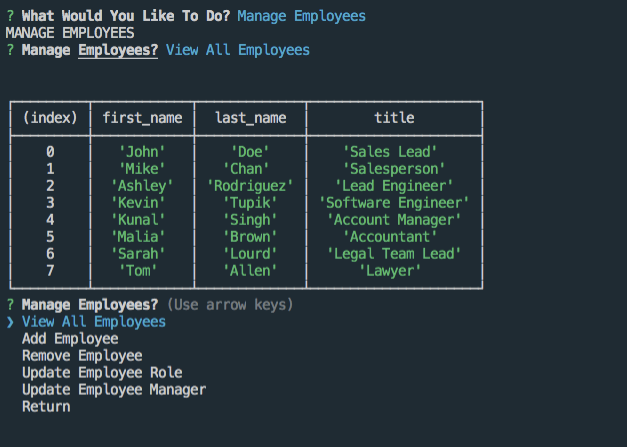 ? What Would You Like To Do? Manage Employees
MANAGE EMPLOYEES
? Manage Employees? View All Employees
(index) first_name last_name title
0 'John' 'Doe' 'Sales Lead'
1 'Mike' 'Chan' 'Salesperson'
2 'Ashley' 'Rodriguez' 'Lead Engineer'
3 'Kevin' 'Tupik' 'Software Engineer'
4 'Kunal' 'Singh' 'Account Manager'
5 'Malia' 'Brown' 'Accountant'
6 'Sarah' 'Lourd' 'Legal Team Lead'
7 'Tom' 'Allen' 'Lawyer'
? Manage Employees? (Use arrow keys)
❯ View All Employees
Add Employee
Remove Employee
Update Employee Role
Update Employee Manager
Return